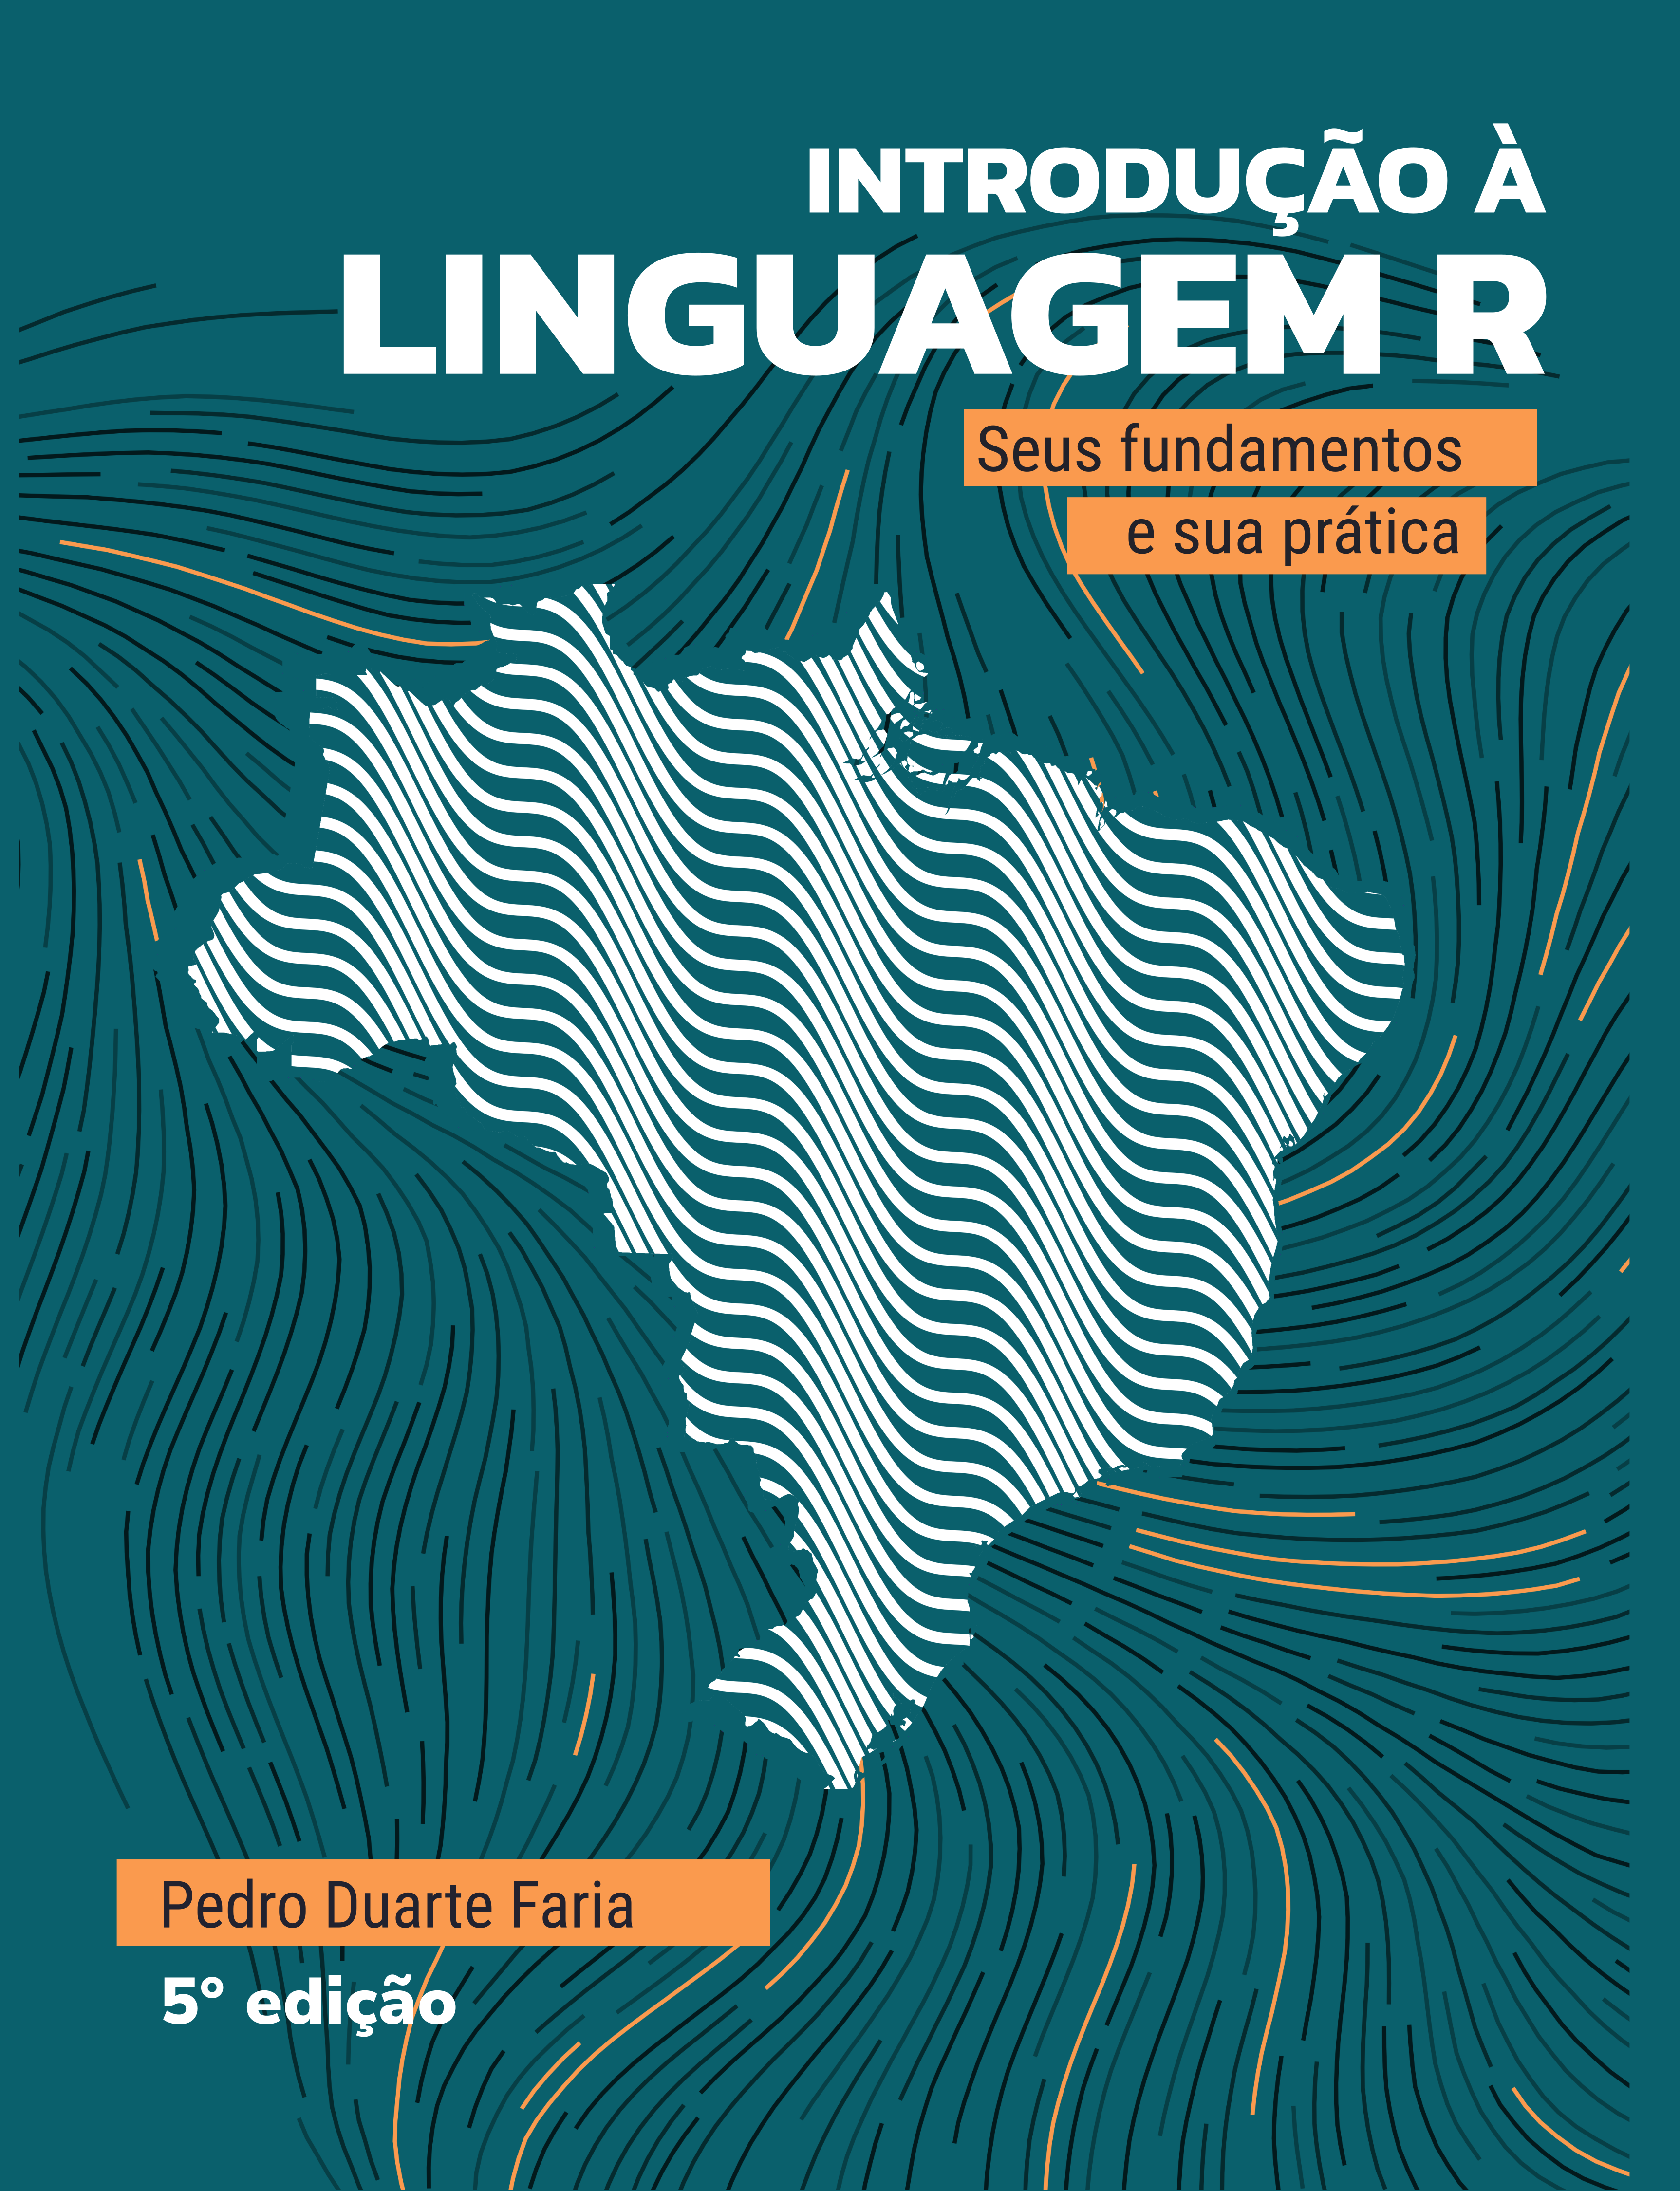 INTRODUÇÃO À
LINGUAGEM R
Seus fundamentos
e sua prática
Pedro Duarte Faria
5° edição